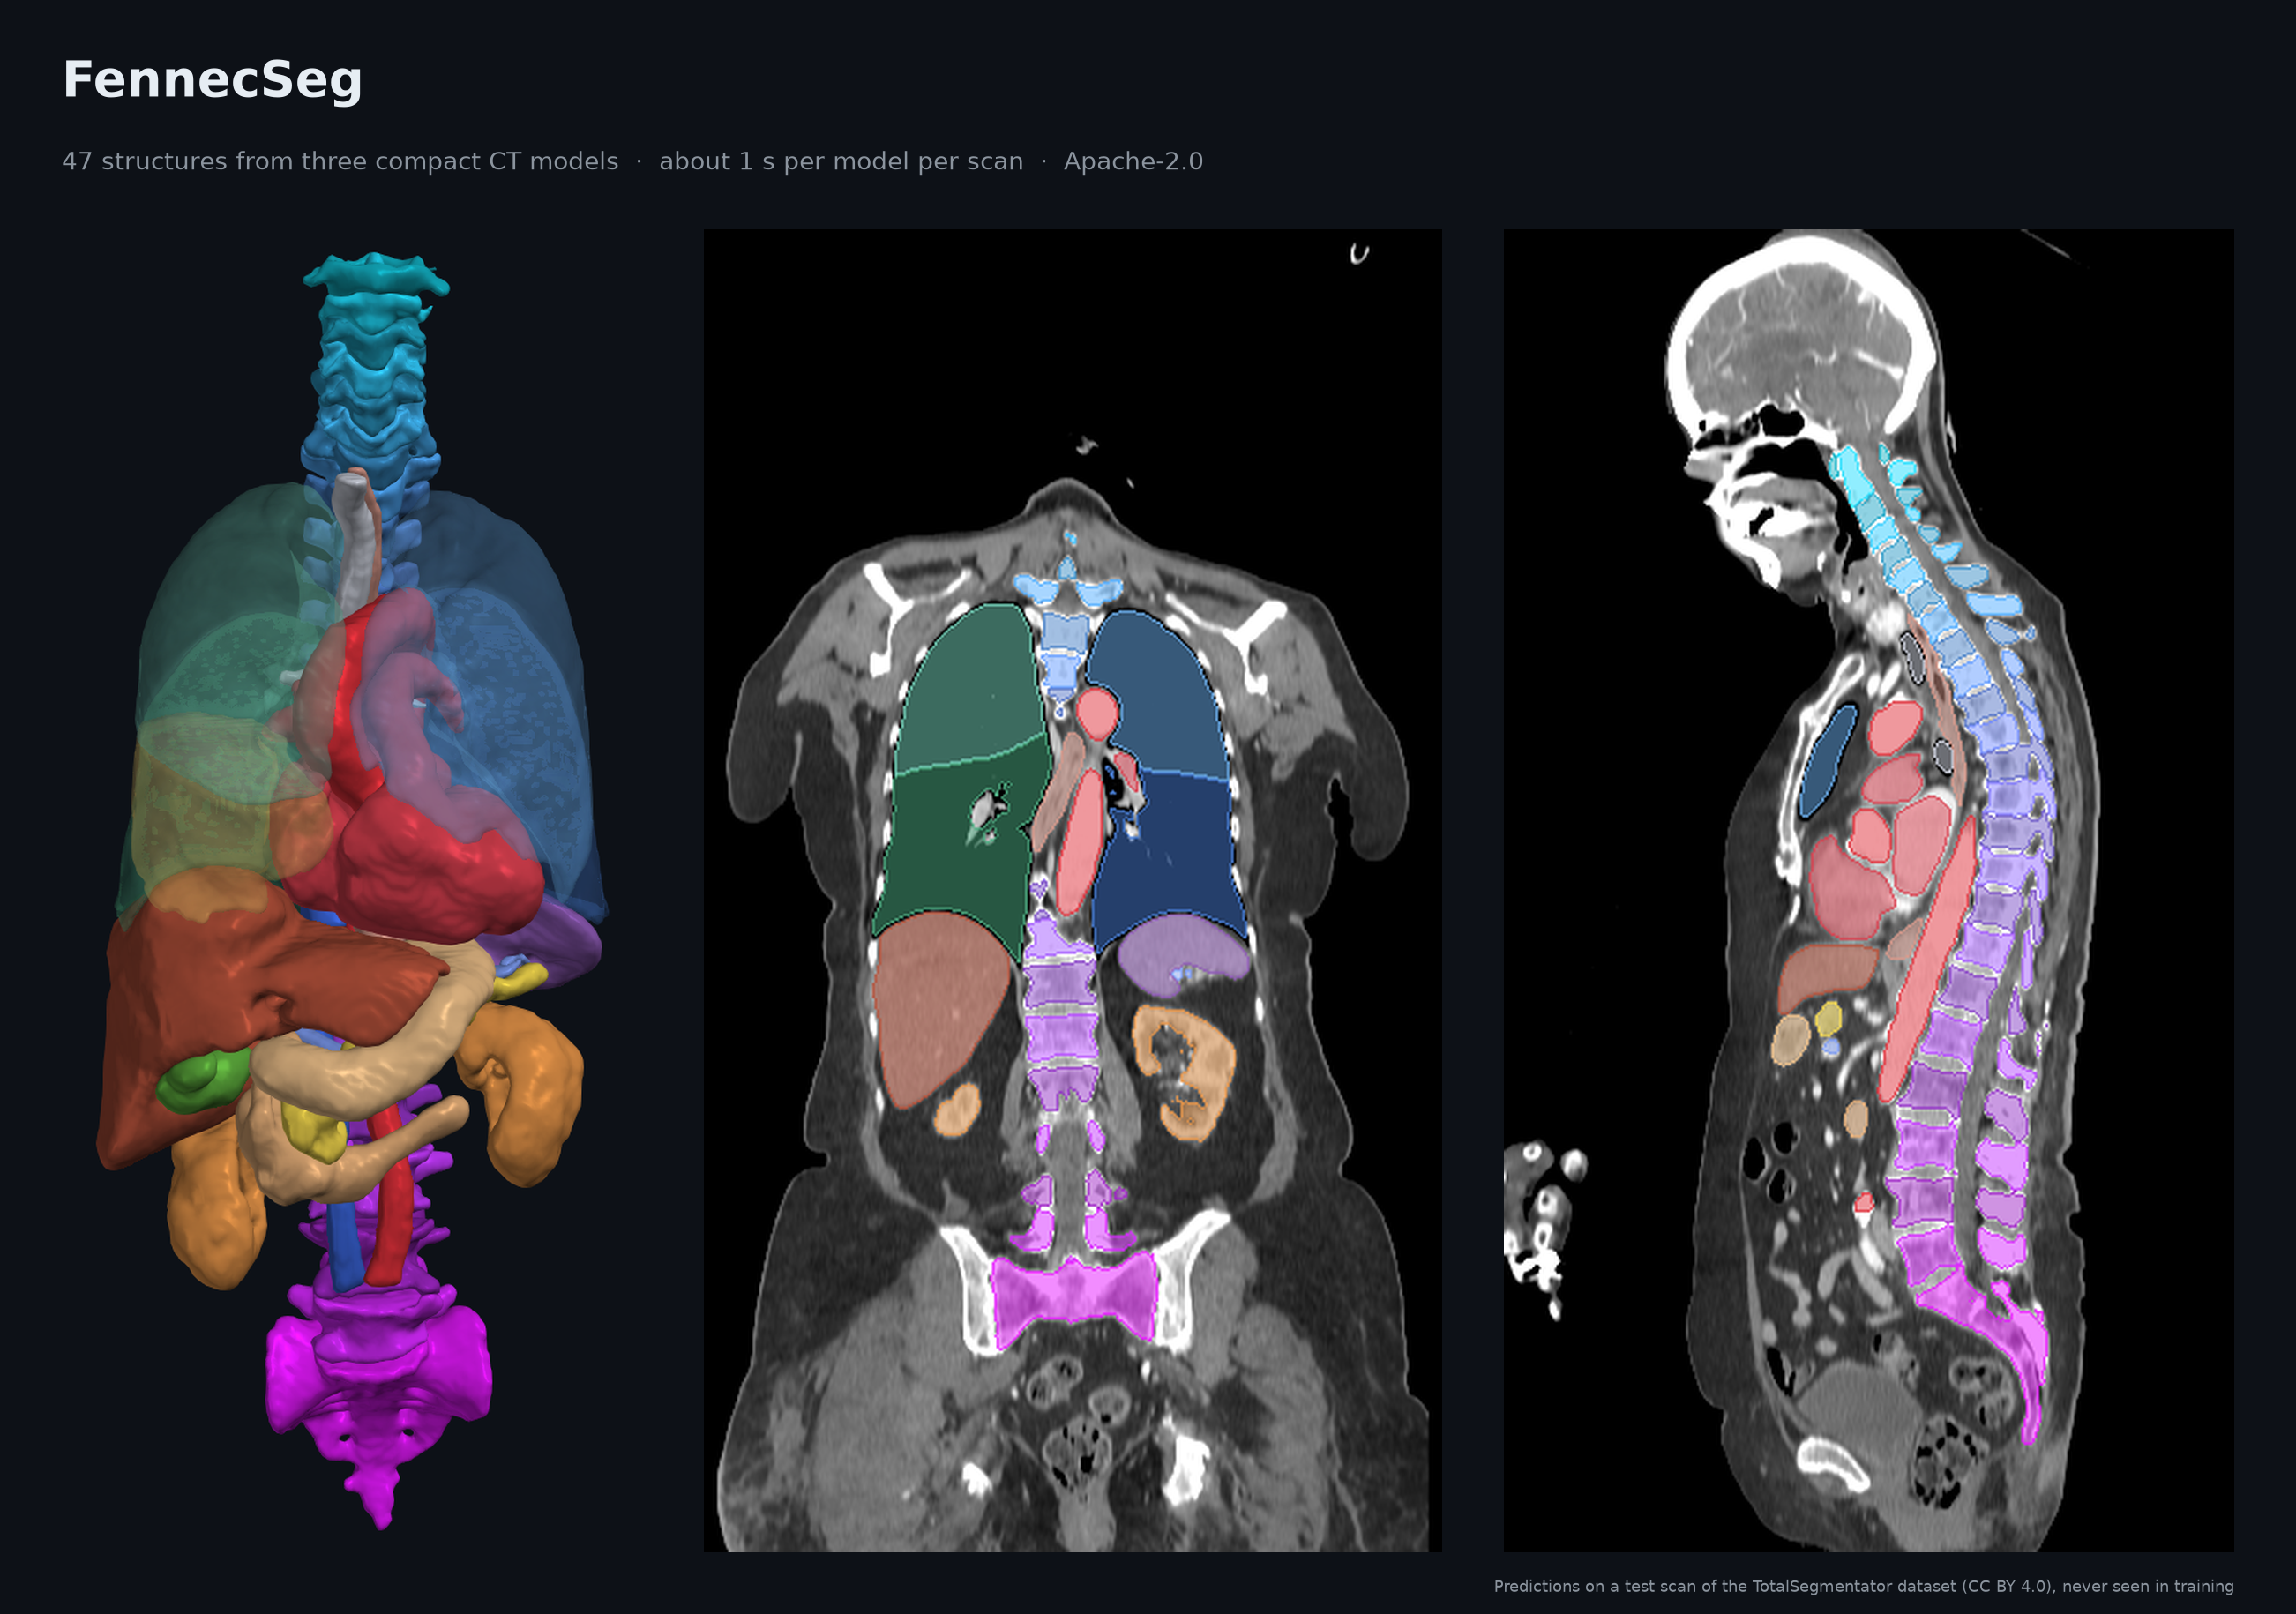 FennecSeg
47 structures from three compact CT models · about 1 s per model per scan · Apache-2.0
Predictions on a test scan of the TotalSegmentator dataset (CC BY 4.0), never seen in training